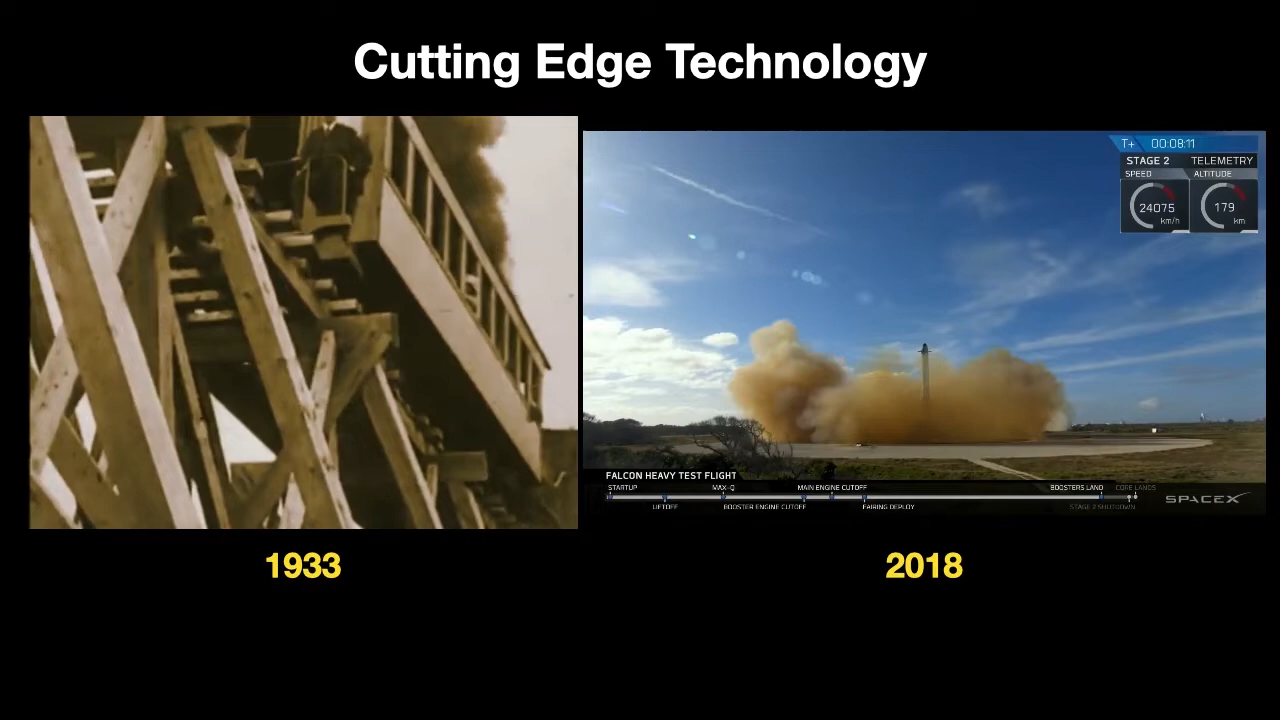 Cutting Edge Technology
T+ 00:08:11
STAGE 2 TELEMETRY
SPEED ALTITUDE
24075 179
km/h km
FALCON HEAVY TEST FLIGHT
STARTUP MAX-Q MAIN ENGINE CUTOFF BOOSTERS LAND CORE LANDS
LIFTOFF BOOSTER ENGINE CUTOFF FAIRING DEPLOY STAGE 2 SHUTDOWN
SPACEX
1933 2018